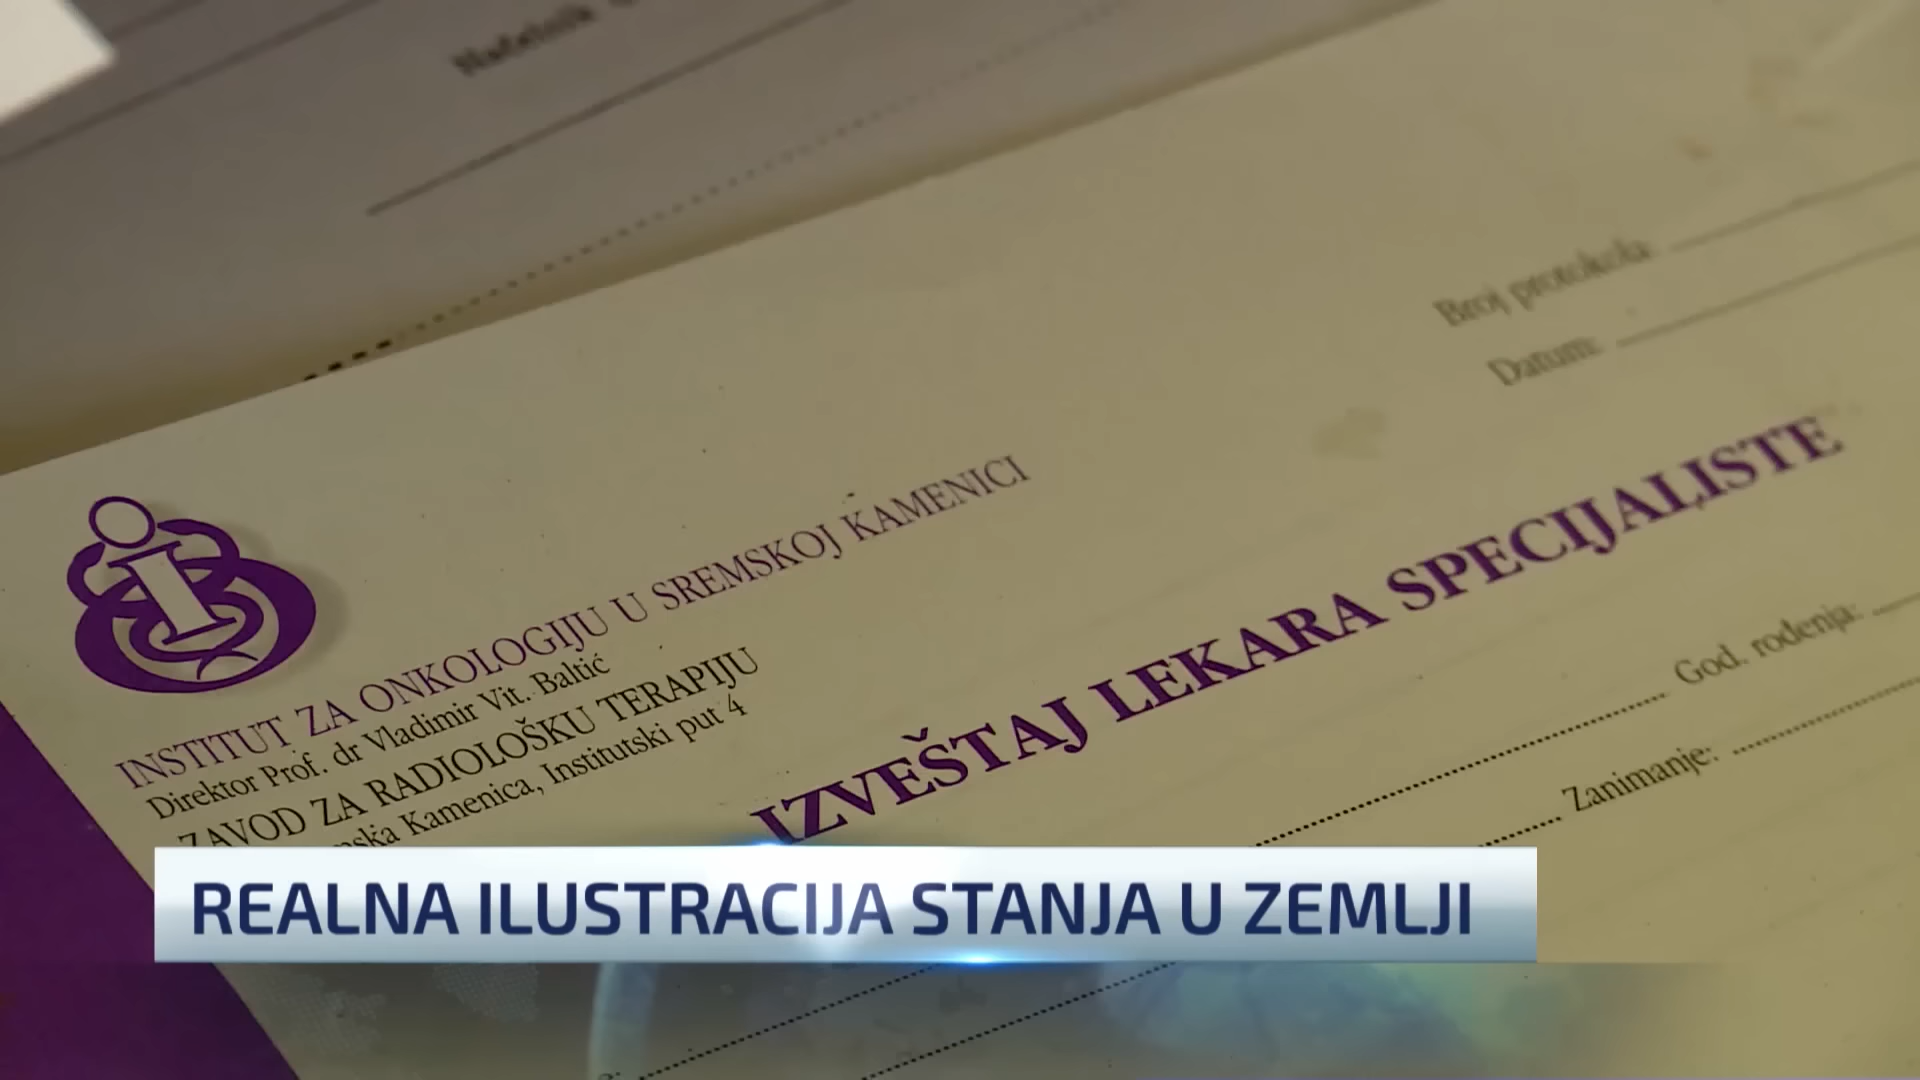 Načelnik
Broj protokola:
Datum:
INSTITUT ZA ONKOLOGIJU U SREMSKOJ KAMENICI
Direktor Prof. dr Vladimir Vit. Baltić
ZAVOD ZA RADIOLOŠKU TERAPIJU
Kamenica, Institutski put 4
IZVEŠTAJ LEKARA SPECIJALISTE
God. rođenja:
Zanimanje:
REALNA ILUSTRACIJA STANJA U ZEMLJI